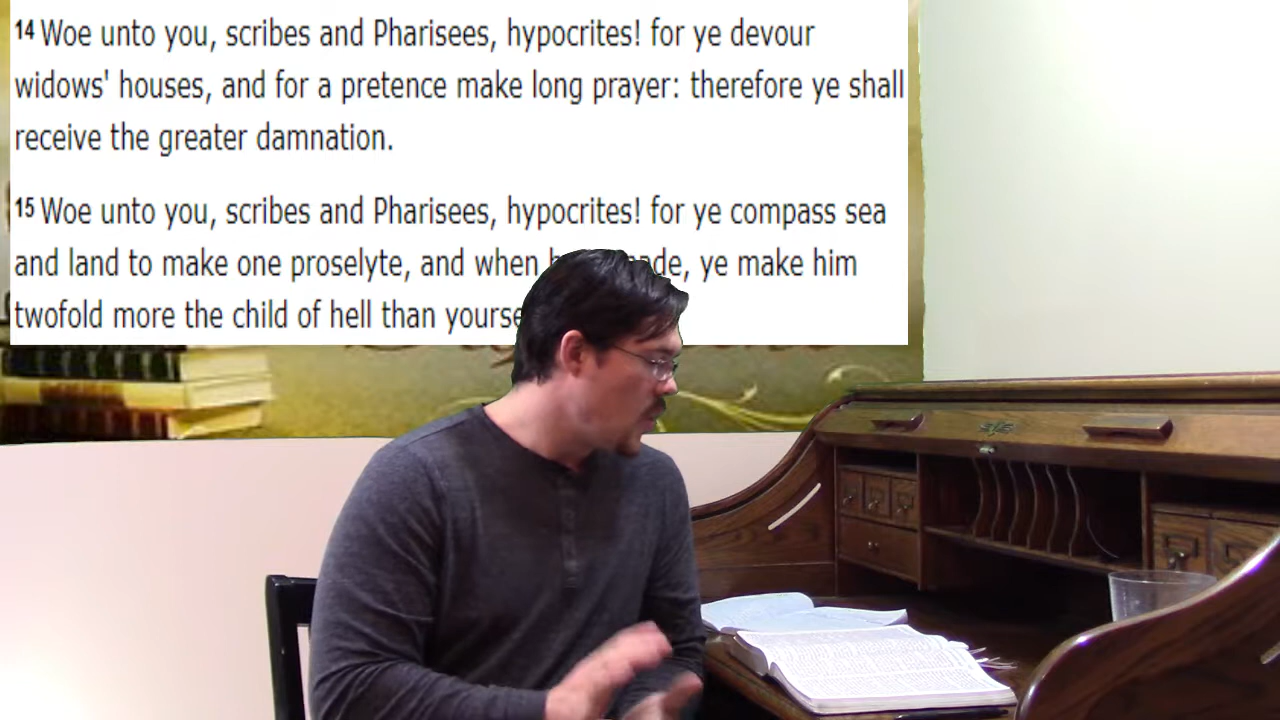 14 Woe unto you, scribes and Pharisees, hypocrites! for ye devour
widows' houses, and for a pretence make long prayer: therefore ye shall
receive the greater damnation.
15 Woe unto you, scribes and Pharisees, hypocrites! for ye compass sea
and land to make one proselyte, and when ye make him
twofold more the child of hell than